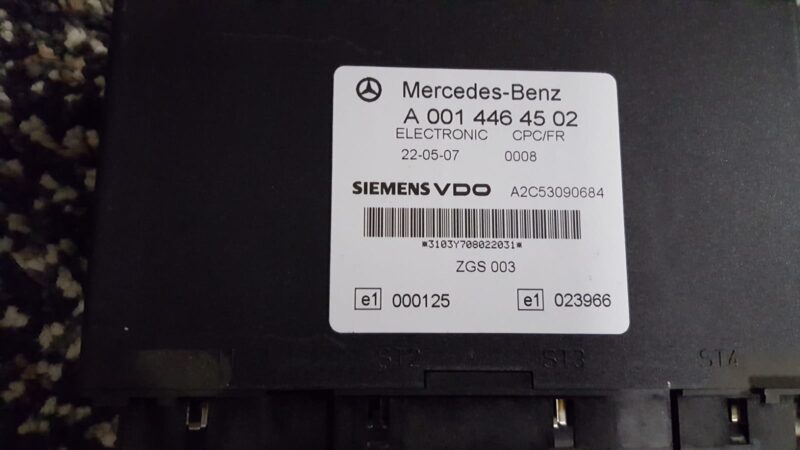 Mercedes-Benz
A 001 446 45 02
ELECTRONIC CPC/FR
22-05-07 0008
SIEMENS VDO A2C53090684
*3103Y708022031*
ZGS 003
e1 000125 e1 023966
ST2 ST3 ST4